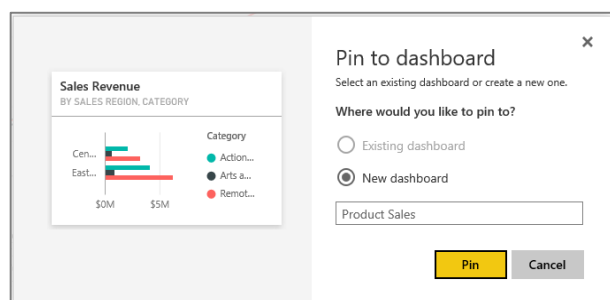 Sales Revenue
BY SALES REGION, CATEGORY
Category
Cen...
East...
Action...
Arts a...
Remot...
$0M
$5M
Pin to dashboard
Select an existing dashboard or create a new one.
Where would you like to pin to?
Existing dashboard
New dashboard
Product Sales
Pin
Cancel